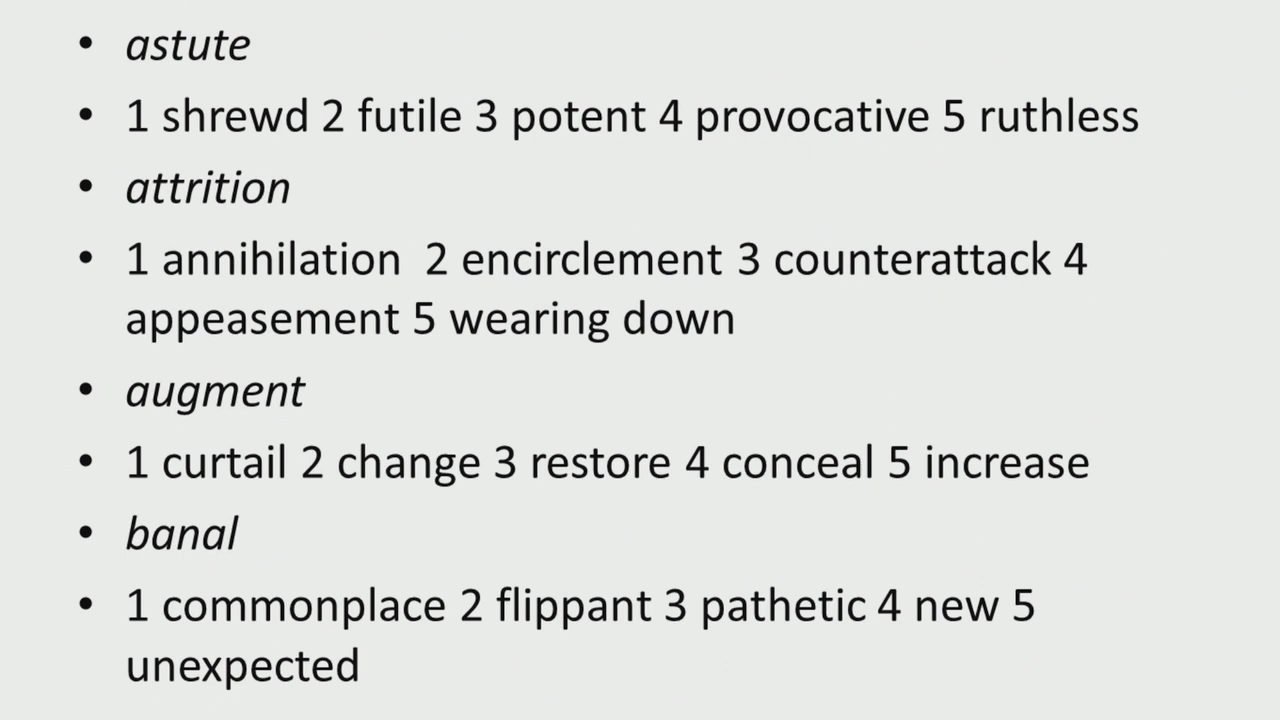 • astute
• 1 shrewd 2 futile 3 potent 4 provocative 5 ruthless
• attrition
• 1 annihilation  2 encirclement 3 counterattack 4
appeasement 5 wearing down
• augment
• 1 curtail 2 change 3 restore 4 conceal 5 increase
• banal
• 1 commonplace 2 flippant 3 pathetic 4 new 5
unexpected